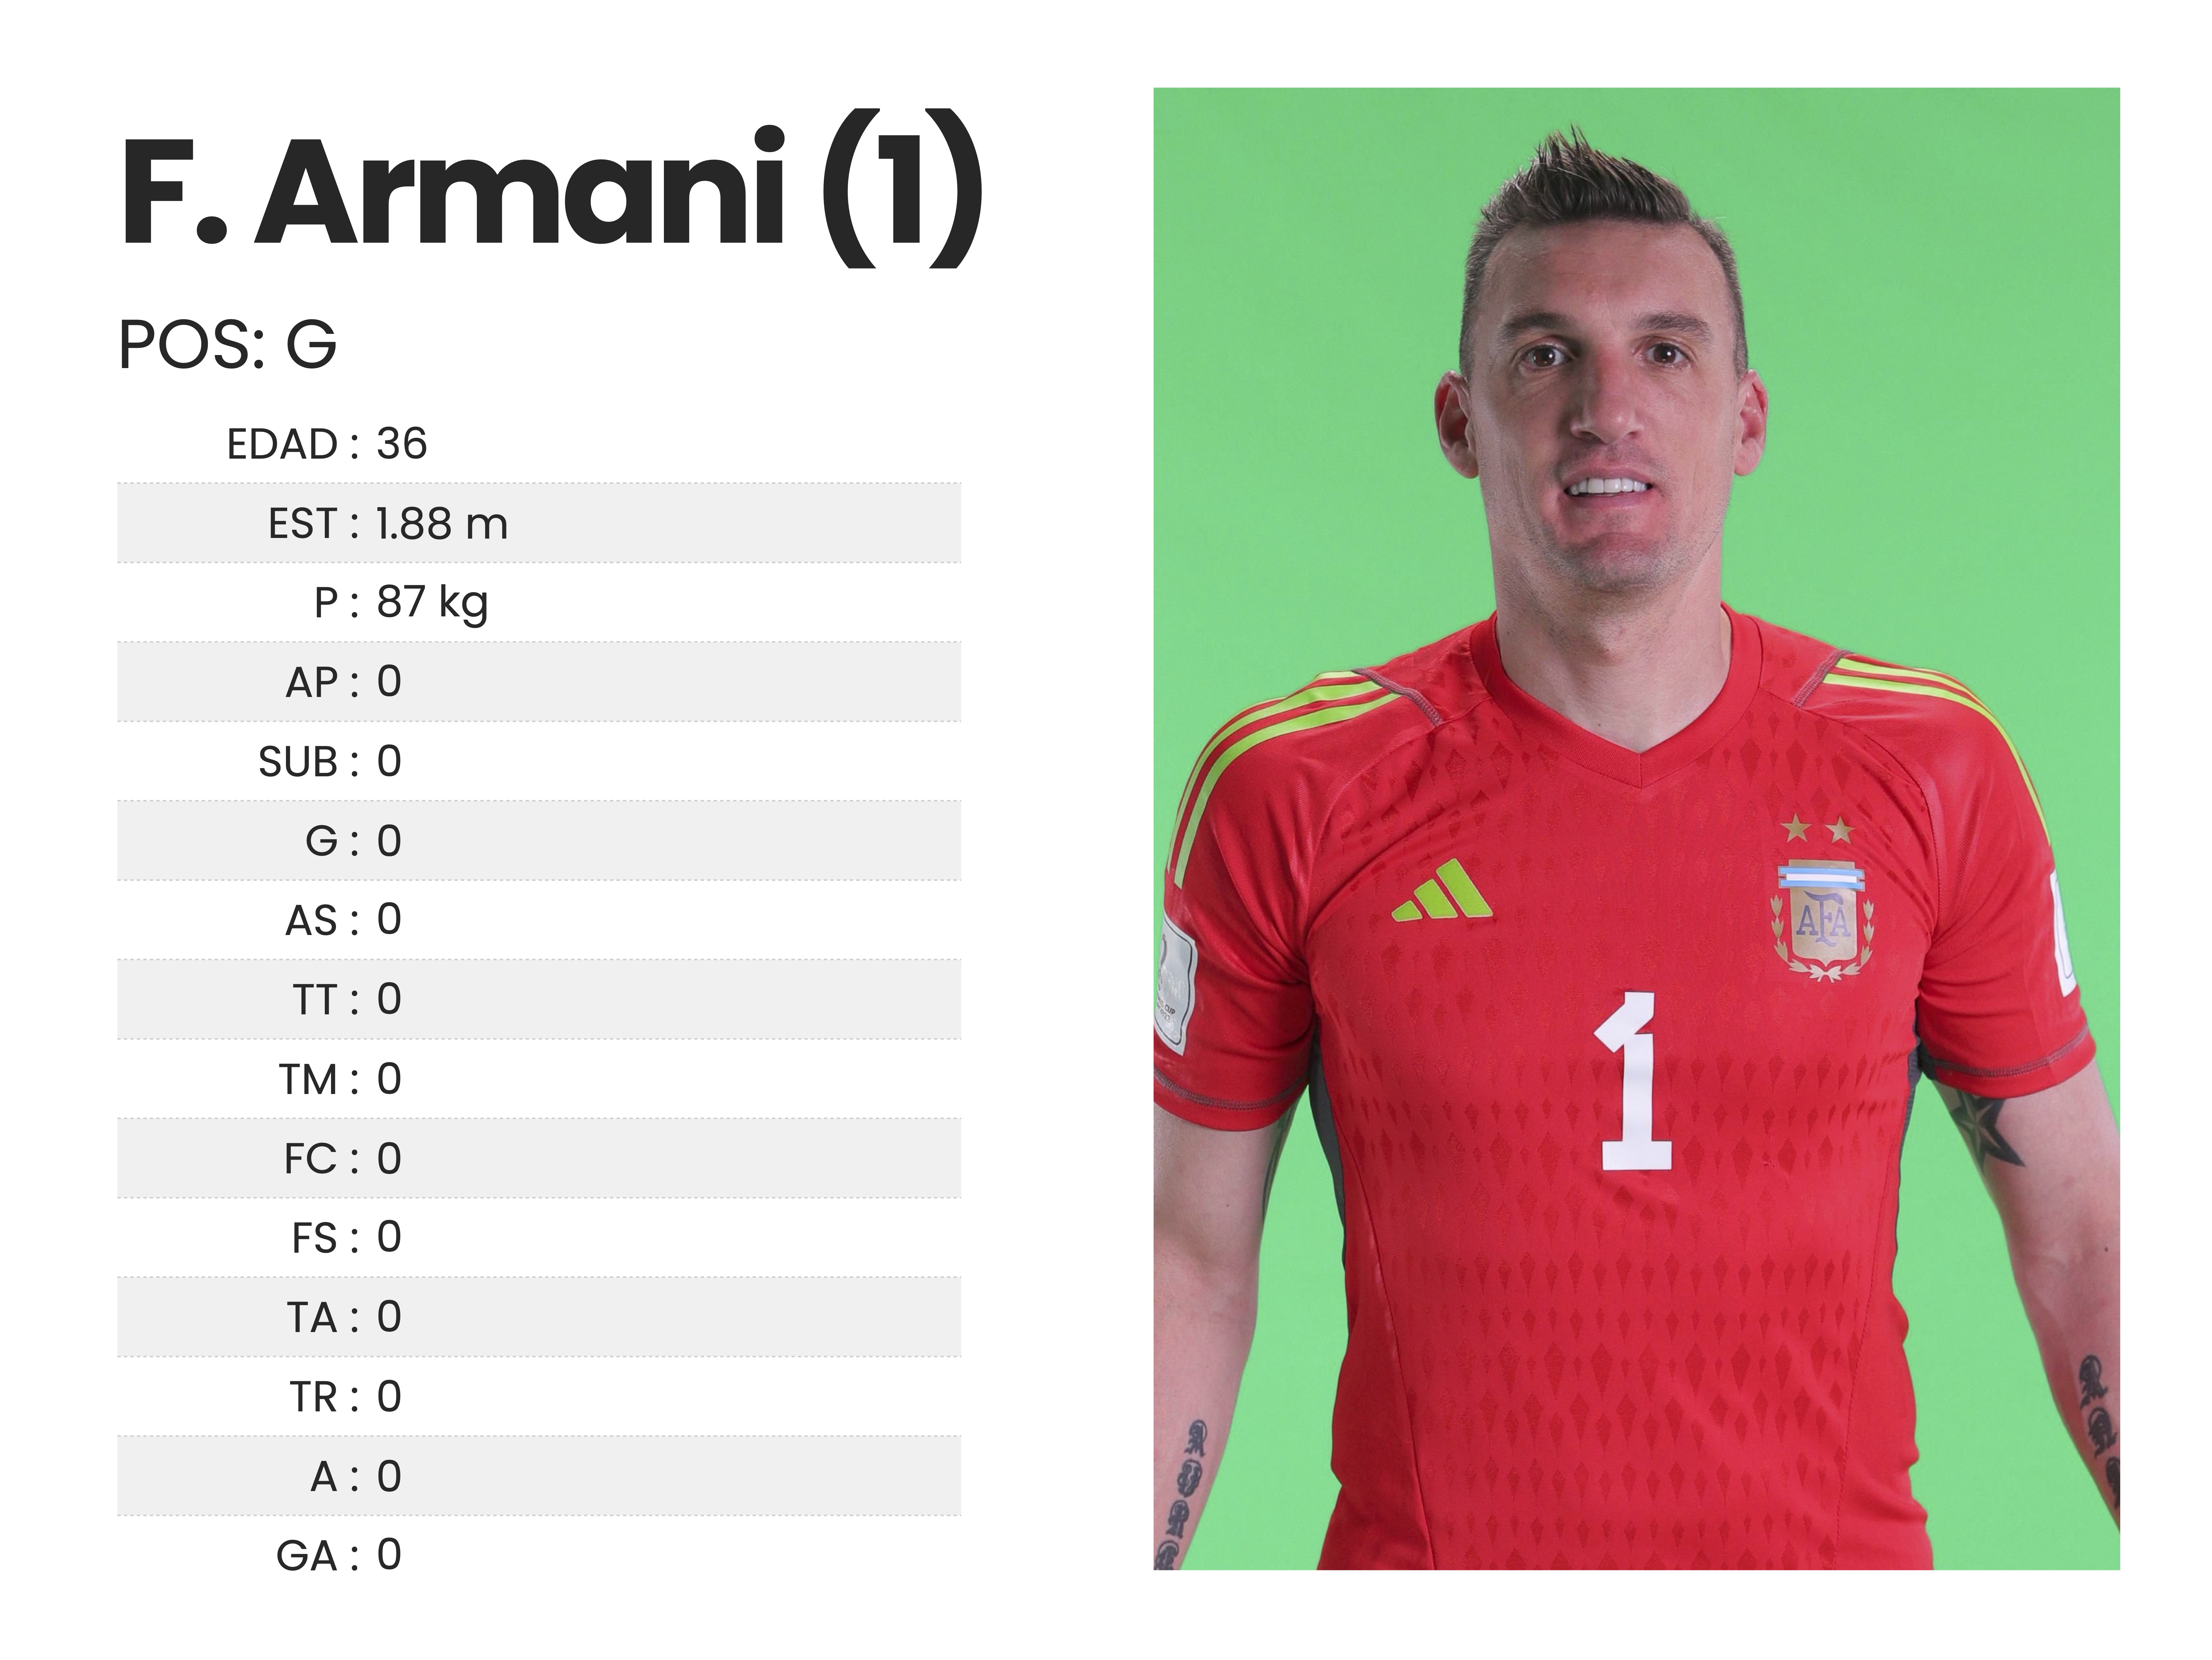 F. Armani (1)
POS: G
EDAD : 36
EST : 1.88 m
P : 87 kg
AP : 0
SUB : 0
G : 0
AS : 0
TT : 0
TM : 0
FC : 0
FS : 0
TA : 0
TR : 0
A : 0
GA : 0
AFA
1